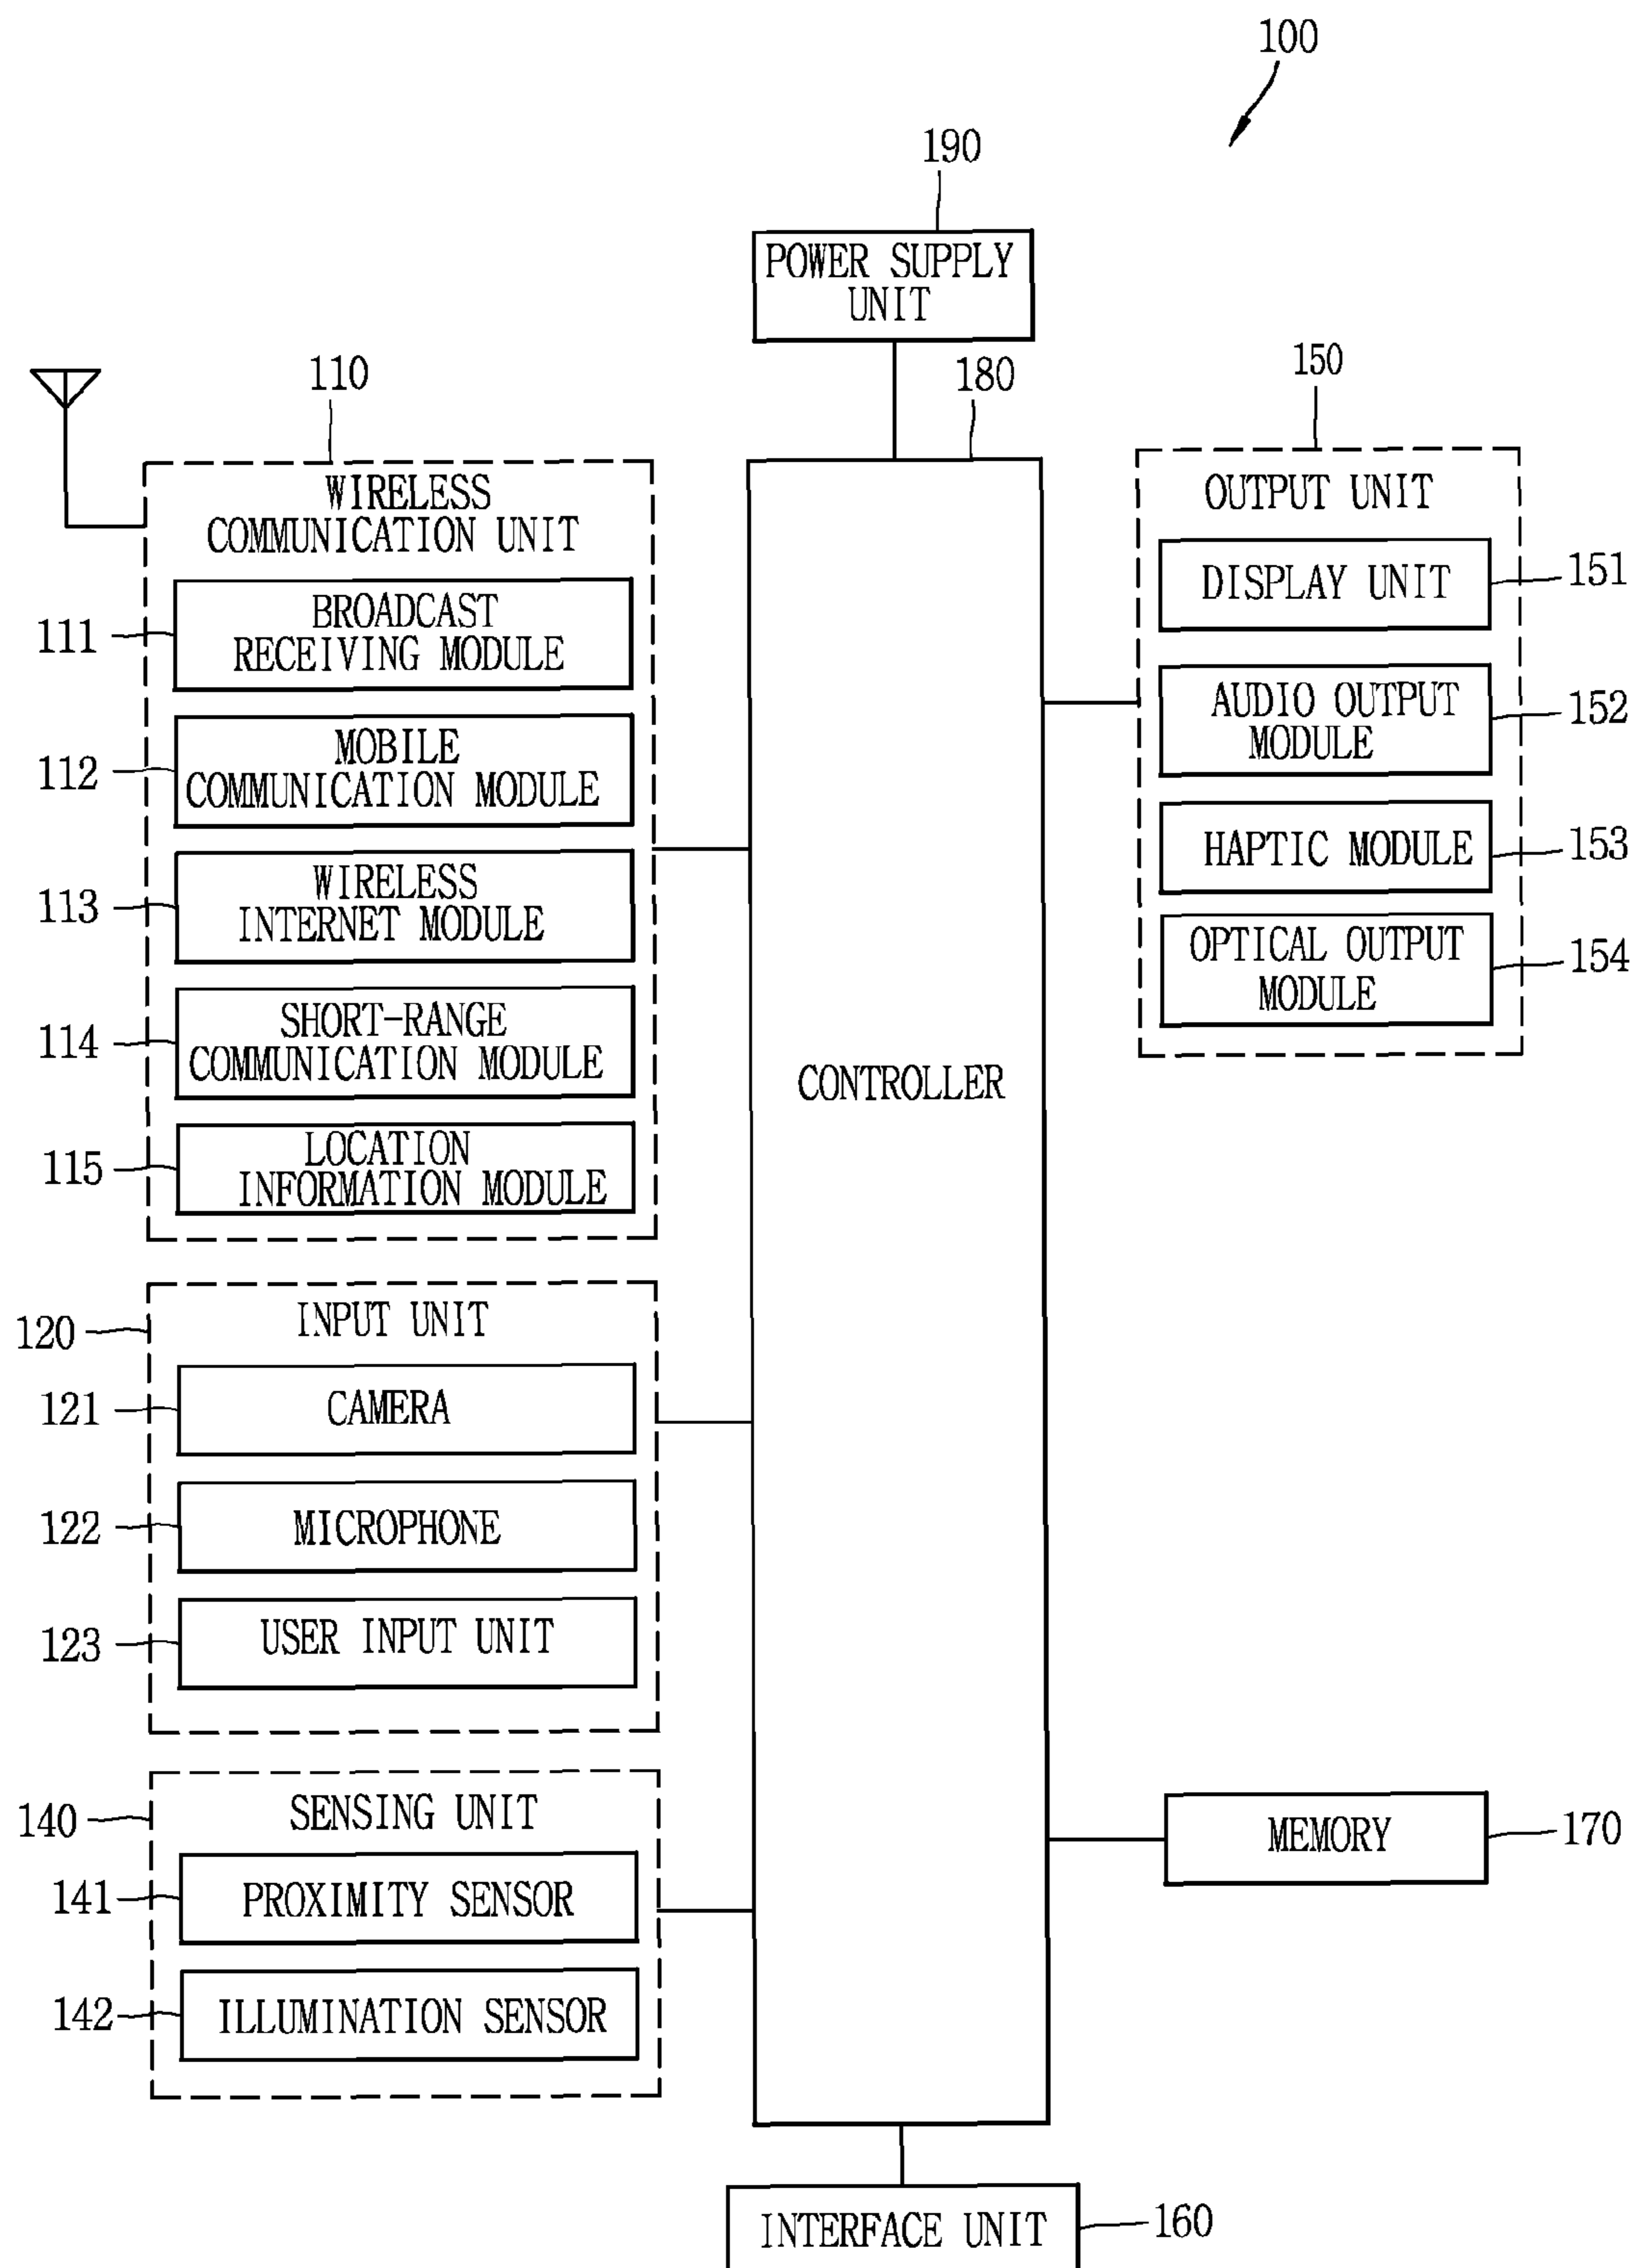 100
190
POWER SUPPLY
UNIT
110
180
150
WIRELESS
COMMUNICATION UNIT
111
BROADCAST
RECEIVING MODULE
112
MOBILE
COMMUNICATION MODULE
113
WIRELESS
INTERNET MODULE
114
SHORT-RANGE
COMMUNICATION MODULE
115
LOCATION
INFORMATION MODULE
120
INPUT UNIT
121
CAMERA
122
MICROPHONE
123
USER INPUT UNIT
140
SENSING UNIT
141
PROXIMITY SENSOR
142
ILLUMINATION SENSOR
CONTROLLER
OUTPUT UNIT
DISPLAY UNIT
151
AUDIO OUTPUT
MODULE
152
HAPTIC MODULE
153
OPTICAL OUTPUT
MODULE
154
MEMORY
170
INTERFACE UNIT
160